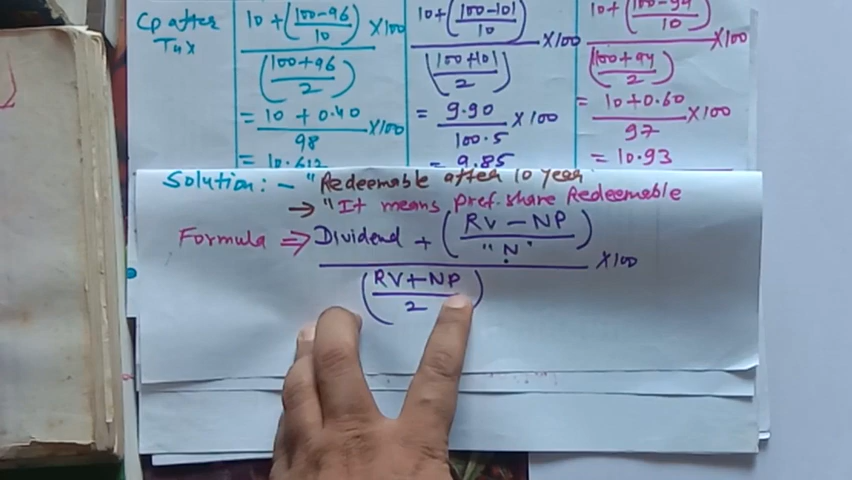 Cp after Tax
10 + (100-96/10) X100
(100+96/2)
= 10 + 0.40/98 X100
= 10.612
10+(100-101/10) X100
(100+101/2)
= 9.90/100.5 X100
= 9.85
10+(100-94/10) X100
(100+94/2)
= 10+0.60/97 X100
= 10.93
Solution: - "Redeemable after 10 year
→ "It means pref. share Redeemable
Formula ⇒ Dividend + (RV - NP/"N") X100
(RV+NP/2)